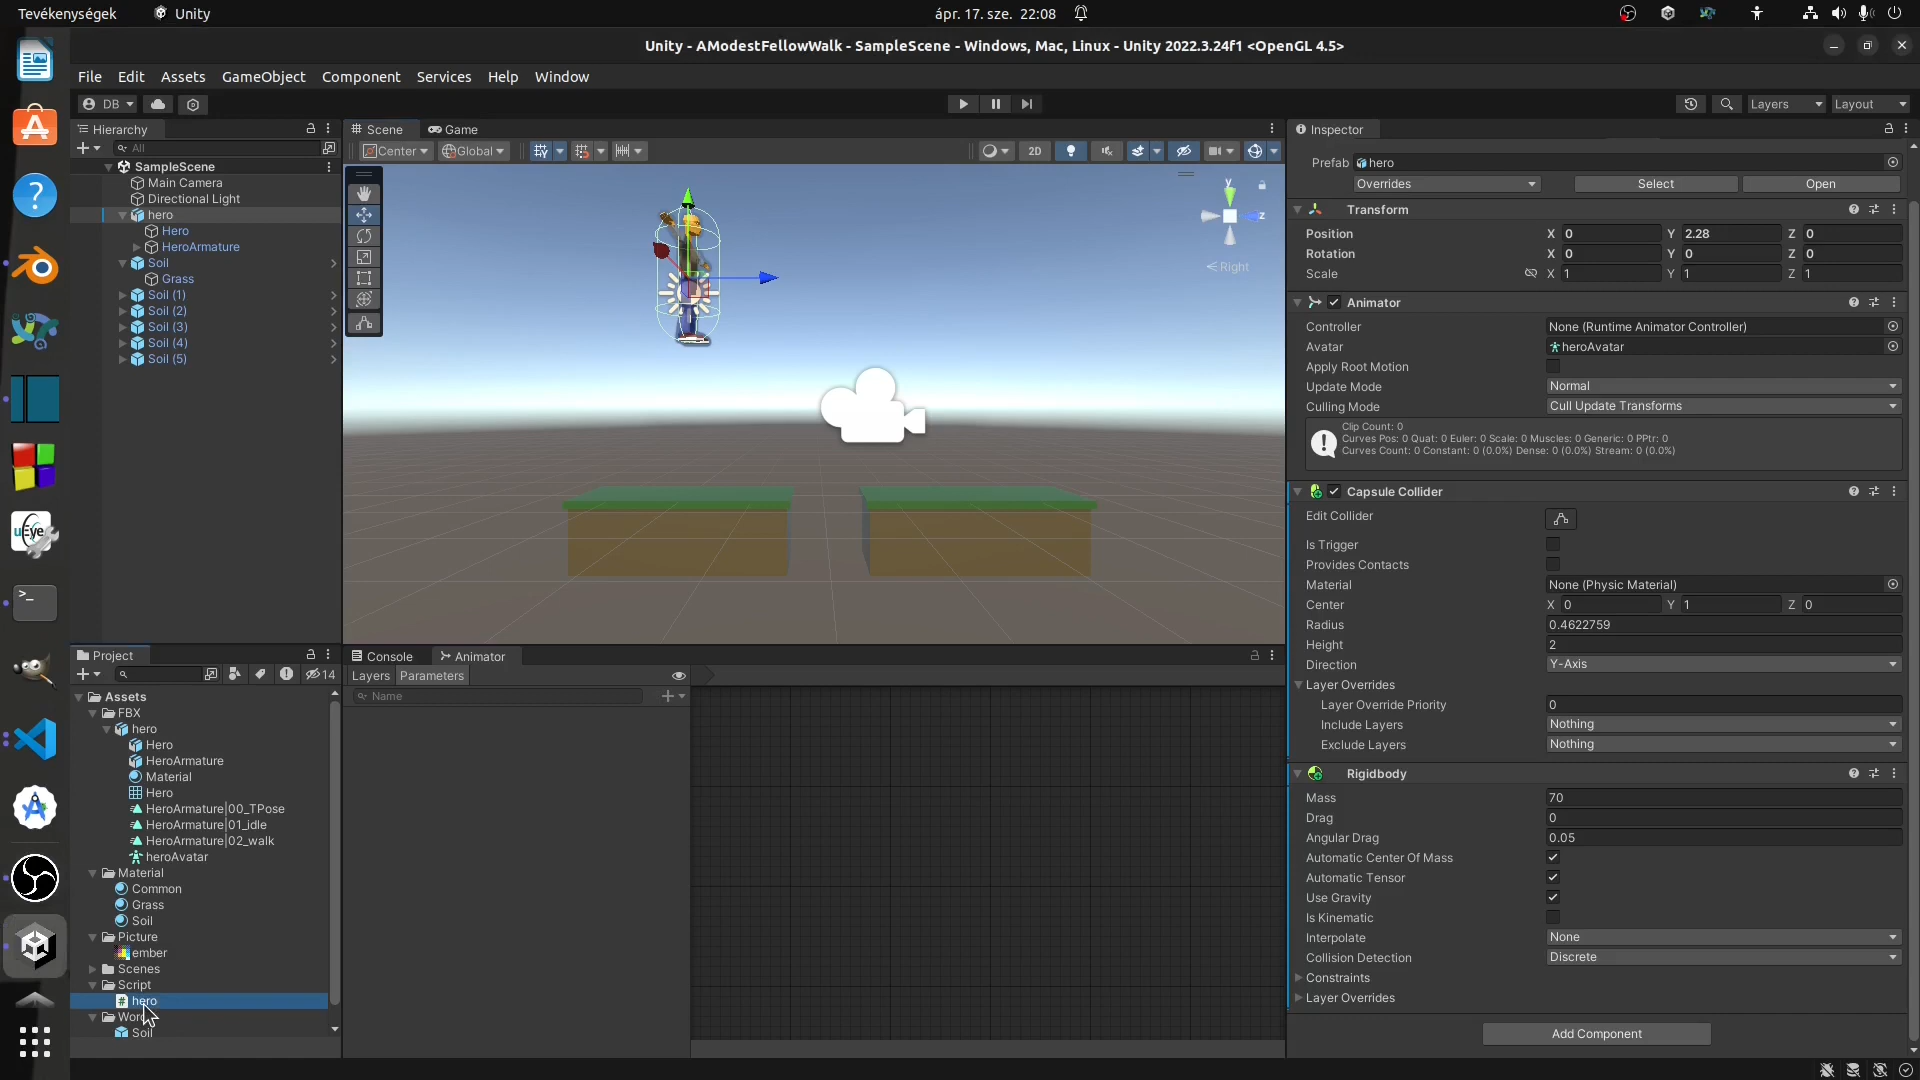 Tevékenységek
Unity
ápr. 17. sze. 22:08
Unity - AModestFellowWalk - SampleScene - Windows, Mac, Linux - Unity 2022.3.24f1 <OpenGL 4.5>
File Edit Assets GameObject Component Services Help Window
DB
Layers
Layout
Hierarchy
All
SampleScene
Main Camera
Directional Light
hero
Hero
HeroArmature
Soil
Grass
Soil (1)
Soil (2)
Soil (3)
Soil (4)
Soil (5)
Scene
Game
Center
Global
2D
y
z
Right
Project
14
Assets
FBX
hero
Hero
HeroArmature
Material
Hero
HeroArmature|00_TPose
HeroArmature|01_idle
HeroArmature|02_walk
heroAvatar
Material
Common
Grass
Soil
Picture
ember
Scenes
Script
hero
Soil
Console
Animator
Layers
Parameters
Name
Inspector
Prefab hero
Overrides
Select
Open
Transform
Position X 0 Y 2.28 Z 0
Rotation X 0 Y 0 Z 0
Scale X 1 Y 1 Z 1
Animator
Controller None (Runtime Animator Controller)
Avatar heroAvatar
Apply Root Motion
Update Mode Normal
Culling Mode Cull Update Transforms
Clip Count: 0
Curves Pos: 0 Quat: 0 Euler: 0 Scale: 0 Muscles: 0 Generic: 0 PPtr: 0
Curves Count: 0 Constant: 0 (0.0%) Dense: 0 (0.0%) Stream: 0 (0.0%)
Capsule Collider
Edit Collider
Is Trigger
Provides Contacts
Material None (Physic Material)
Center X 0 Y 1 Z 0
Radius 0.4622759
Height 2
Direction Y-Axis
Layer Overrides
Layer Override Priority 0
Include Layers Nothing
Exclude Layers Nothing
Rigidbody
Mass 70
Drag 0
Angular Drag 0.05
Automatic Center Of Mass
Automatic Tensor
Use Gravity
Is Kinematic
Interpolate None
Collision Detection Discrete
Constraints
Layer Overrides
Add Component
uEye